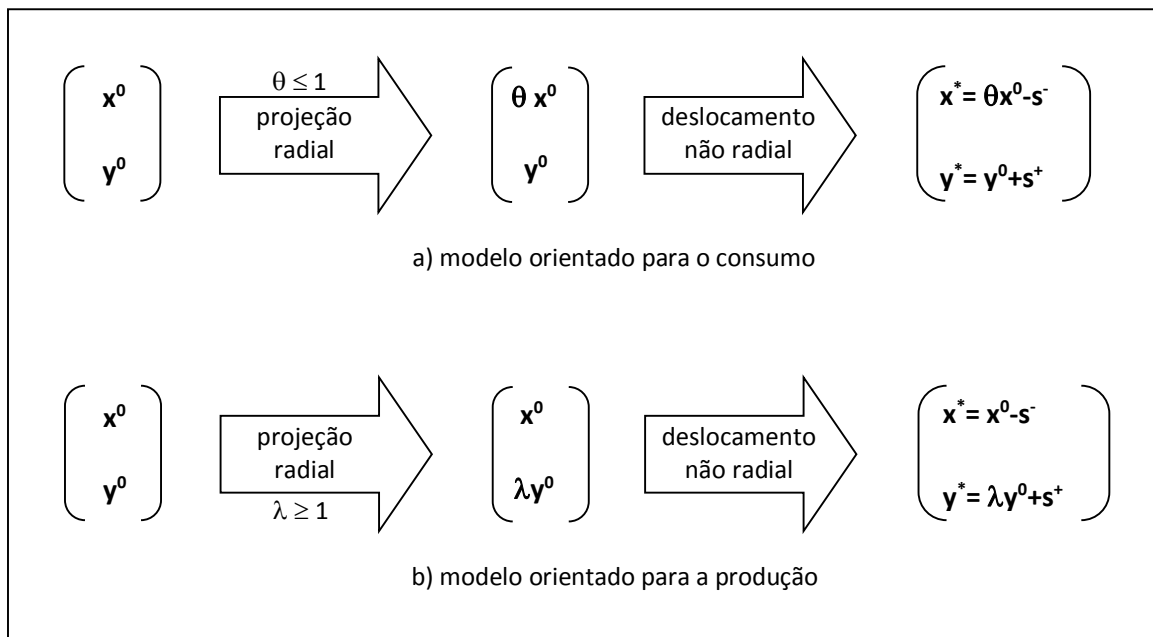 x⁰
y⁰
θ ≤ 1
projeção
radial
θ x⁰
y⁰
deslocamento
não radial
x*= θx⁰-s⁻
y*= y⁰+s⁺
a) modelo orientado para o consumo
x⁰
y⁰
projeção
radial
λ ≥ 1
x⁰
λy⁰
deslocamento
não radial
x*= x⁰-s⁻
y*= λy⁰+s⁺
b) modelo orientado para a produção